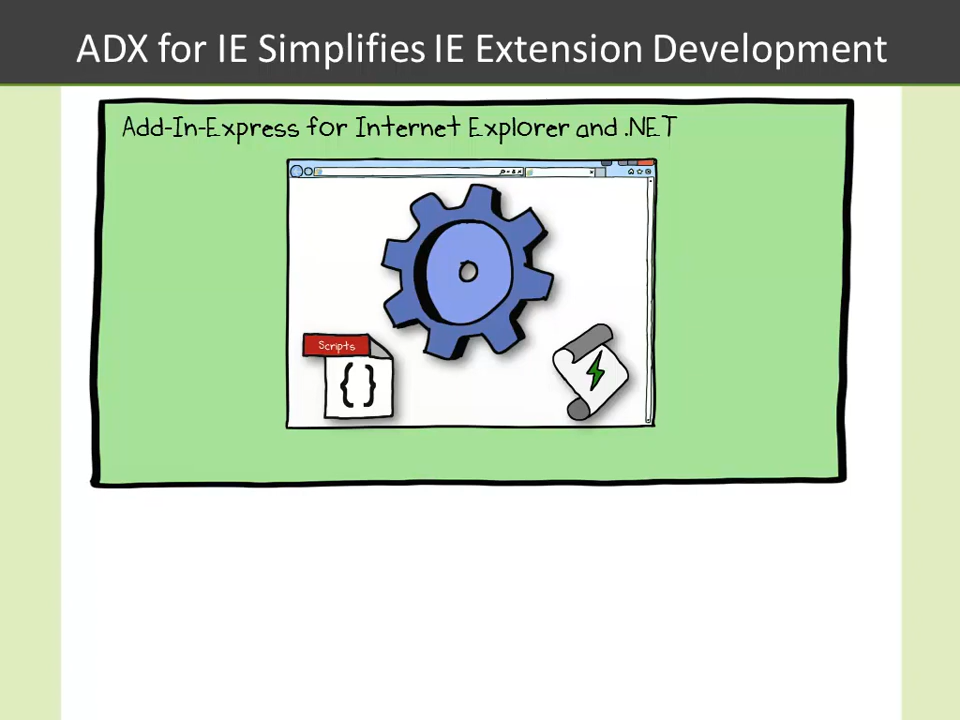 ADX for IE Simplifies IE Extension Development
Add-In-Express for Internet Explorer and .NET
Scripts
{ }